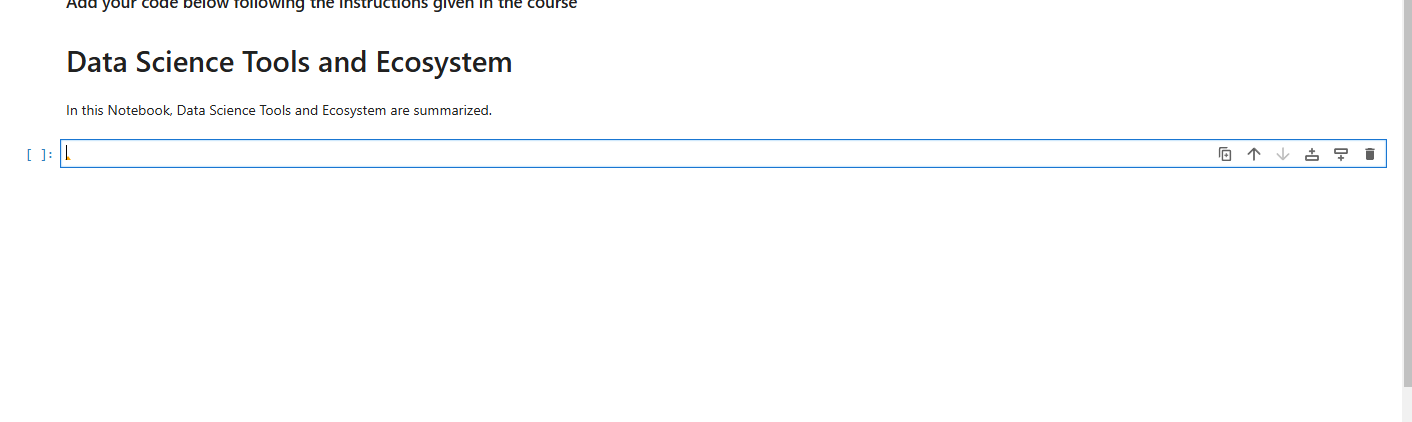 Add your code below following the instructions given in the course
Data Science Tools and Ecosystem
In this Notebook, Data Science Tools and Ecosystem are summarized.
[ ]: